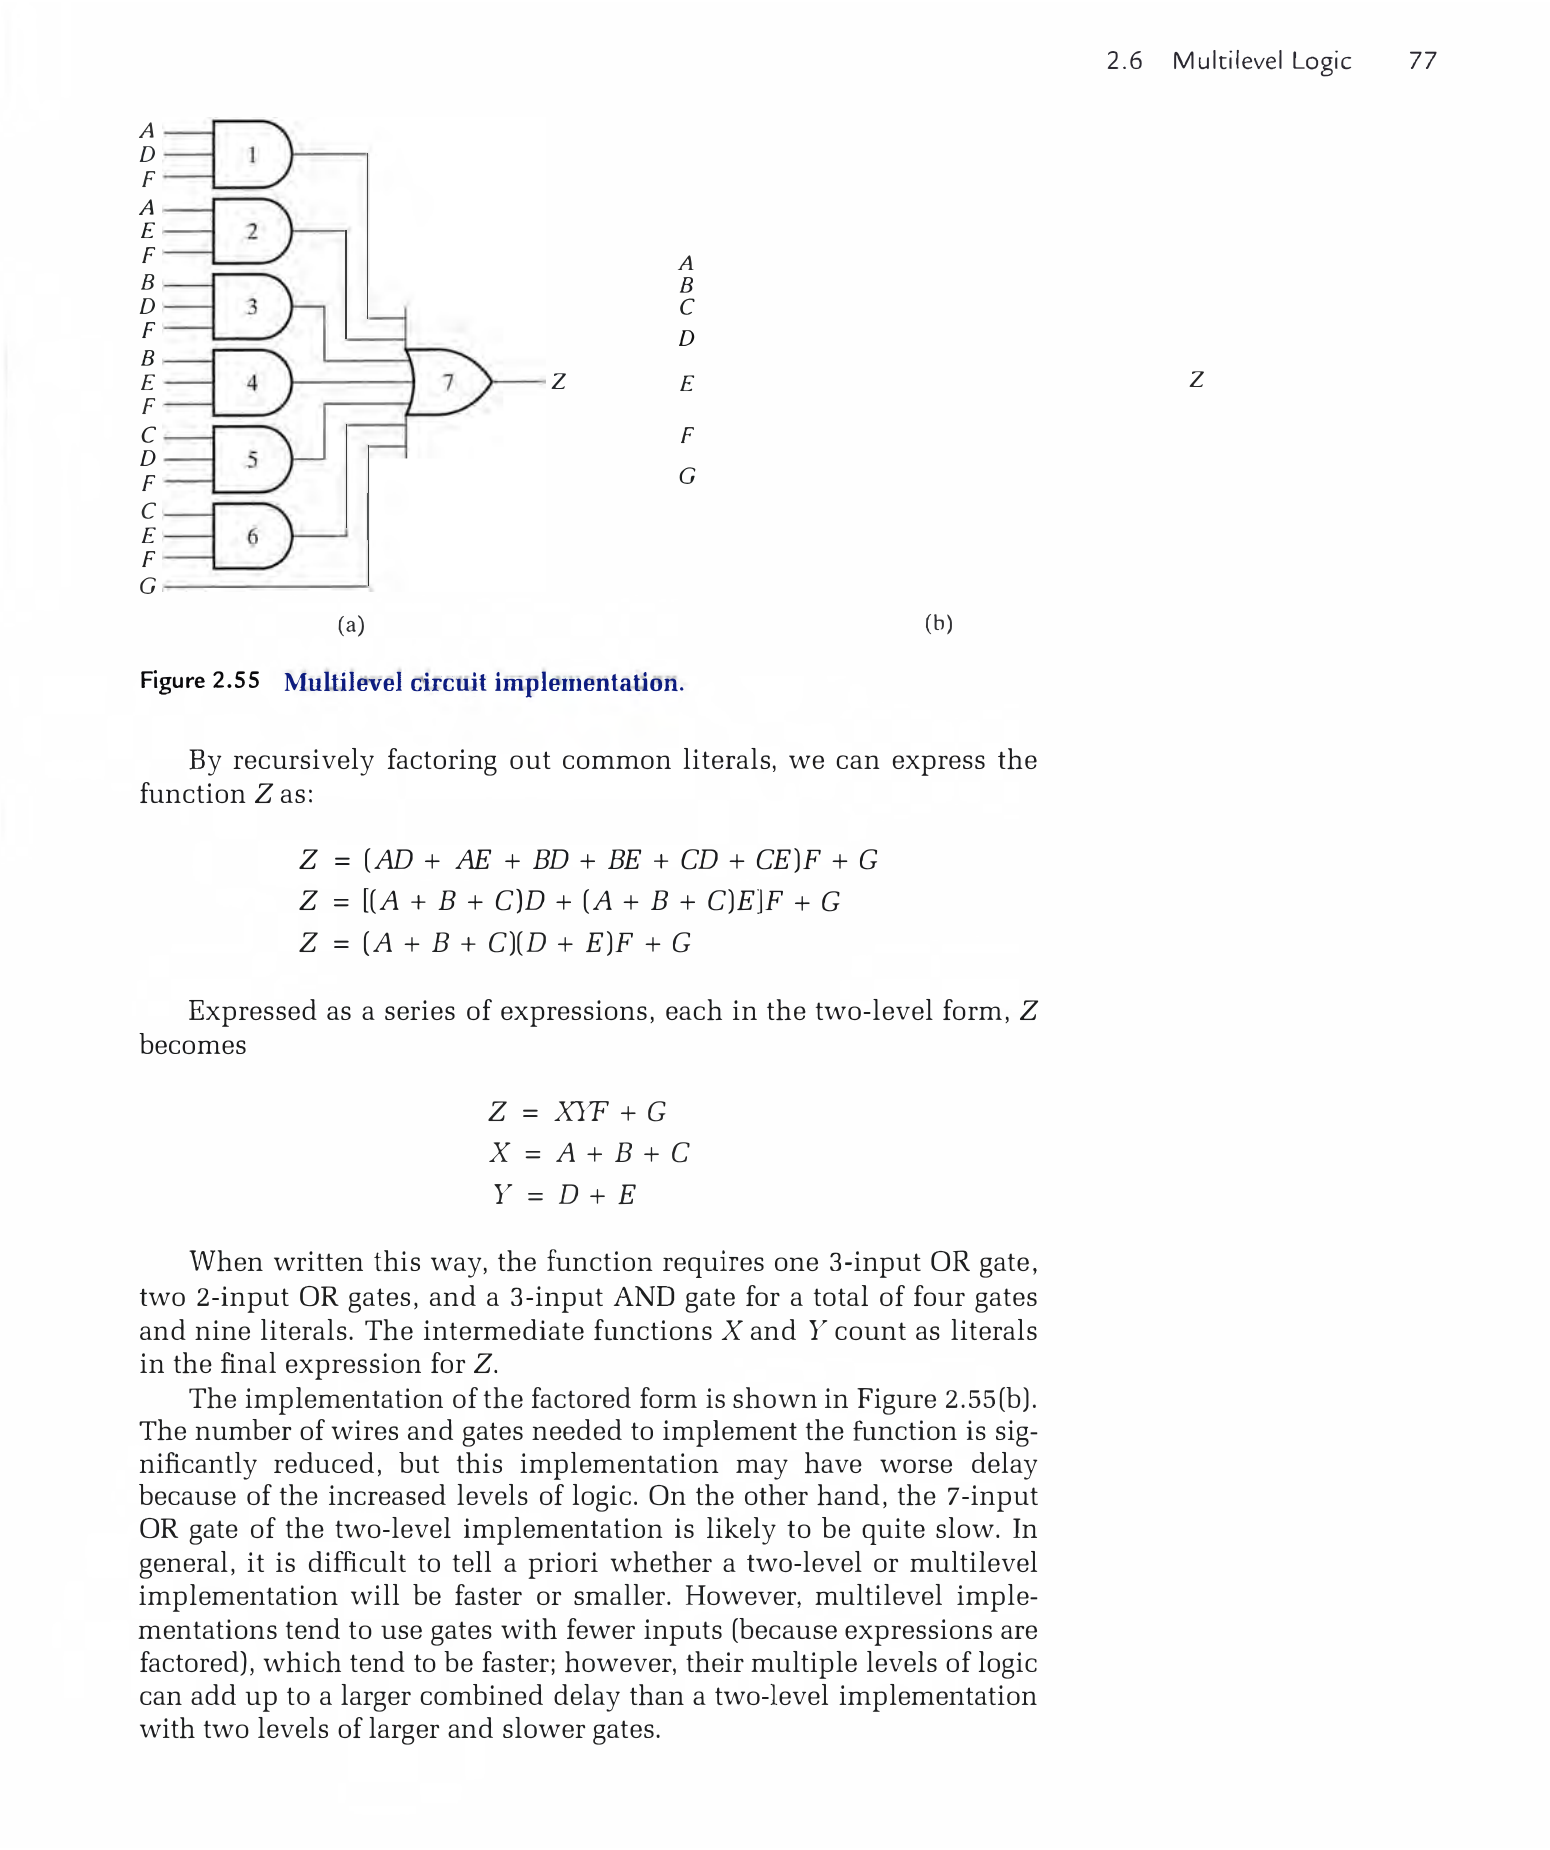 2.6 Multilevel Logic 77
A
D
F
1
A
E
F
2
B
D
F
3
B
E
F
4
C
D
F
5
C
E
F
6
G
7
Z
A
B
C
D
E
F
G
Z
(a)
(b)
Figure 2.55 Multilevel circuit implementation.
By recursively factoring out common literals, we can express the
function Z as:
Z = (AD + AE + BD + BE + CD + CE)F + G
Z = [(A + B + C)D + (A + B + C)E]F + G
Z = (A + B + C)(D + E)F + G
Expressed as a series of expressions, each in the two-level form, Z
becomes
Z = XYF + G
X = A + B + C
Y = D + E
When written this way, the function requires one 3-input OR gate,
two 2-input OR gates, and a 3-input AND gate for a total of four gates
and nine literals. The intermediate functions X and Y count as literals
in the final expression for Z.
The implementation of the factored form is shown in Figure 2.55(b).
The number of wires and gates needed to implement the function is sig-
nificantly reduced, but this implementation may have worse delay
because of the increased levels of logic. On the other hand, the 7-input
OR gate of the two-level implementation is likely to be quite slow. In
general, it is difficult to tell a priori whether a two-level or multilevel
implementation will be faster or smaller. However, multilevel imple-
mentations tend to use gates with fewer inputs (because expressions are
factored), which tend to be faster; however, their multiple levels of logic
can add up to a larger combined delay than a two-level implementation
with two levels of larger and slower gates.